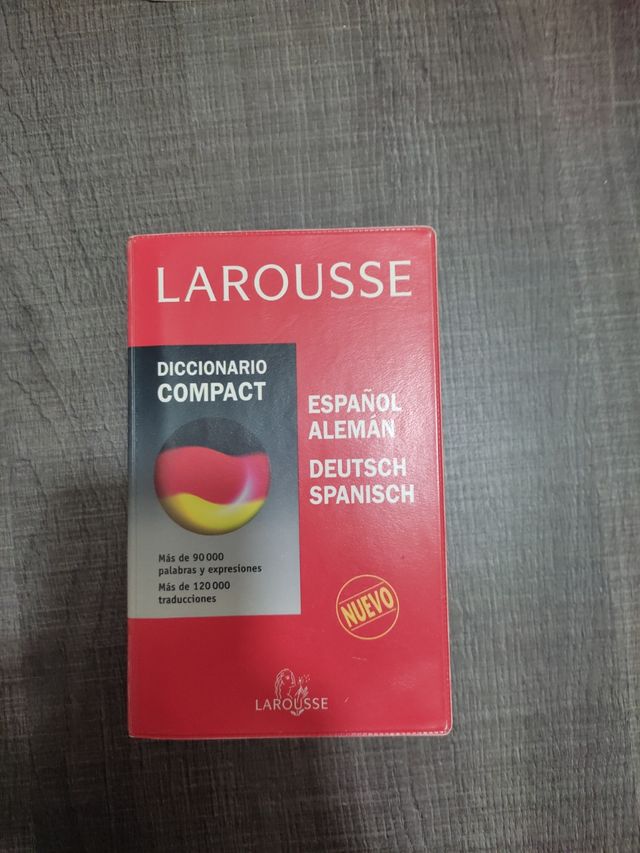 LAROUSSE
DICCIONARIO
COMPACT
ESPAÑOL
ALEMÁN
DEUTSCH
SPANISCH
Más de 90 000
palabras y expresiones
Más de 120 000
traducciones
NUEVO
LAROUSSE